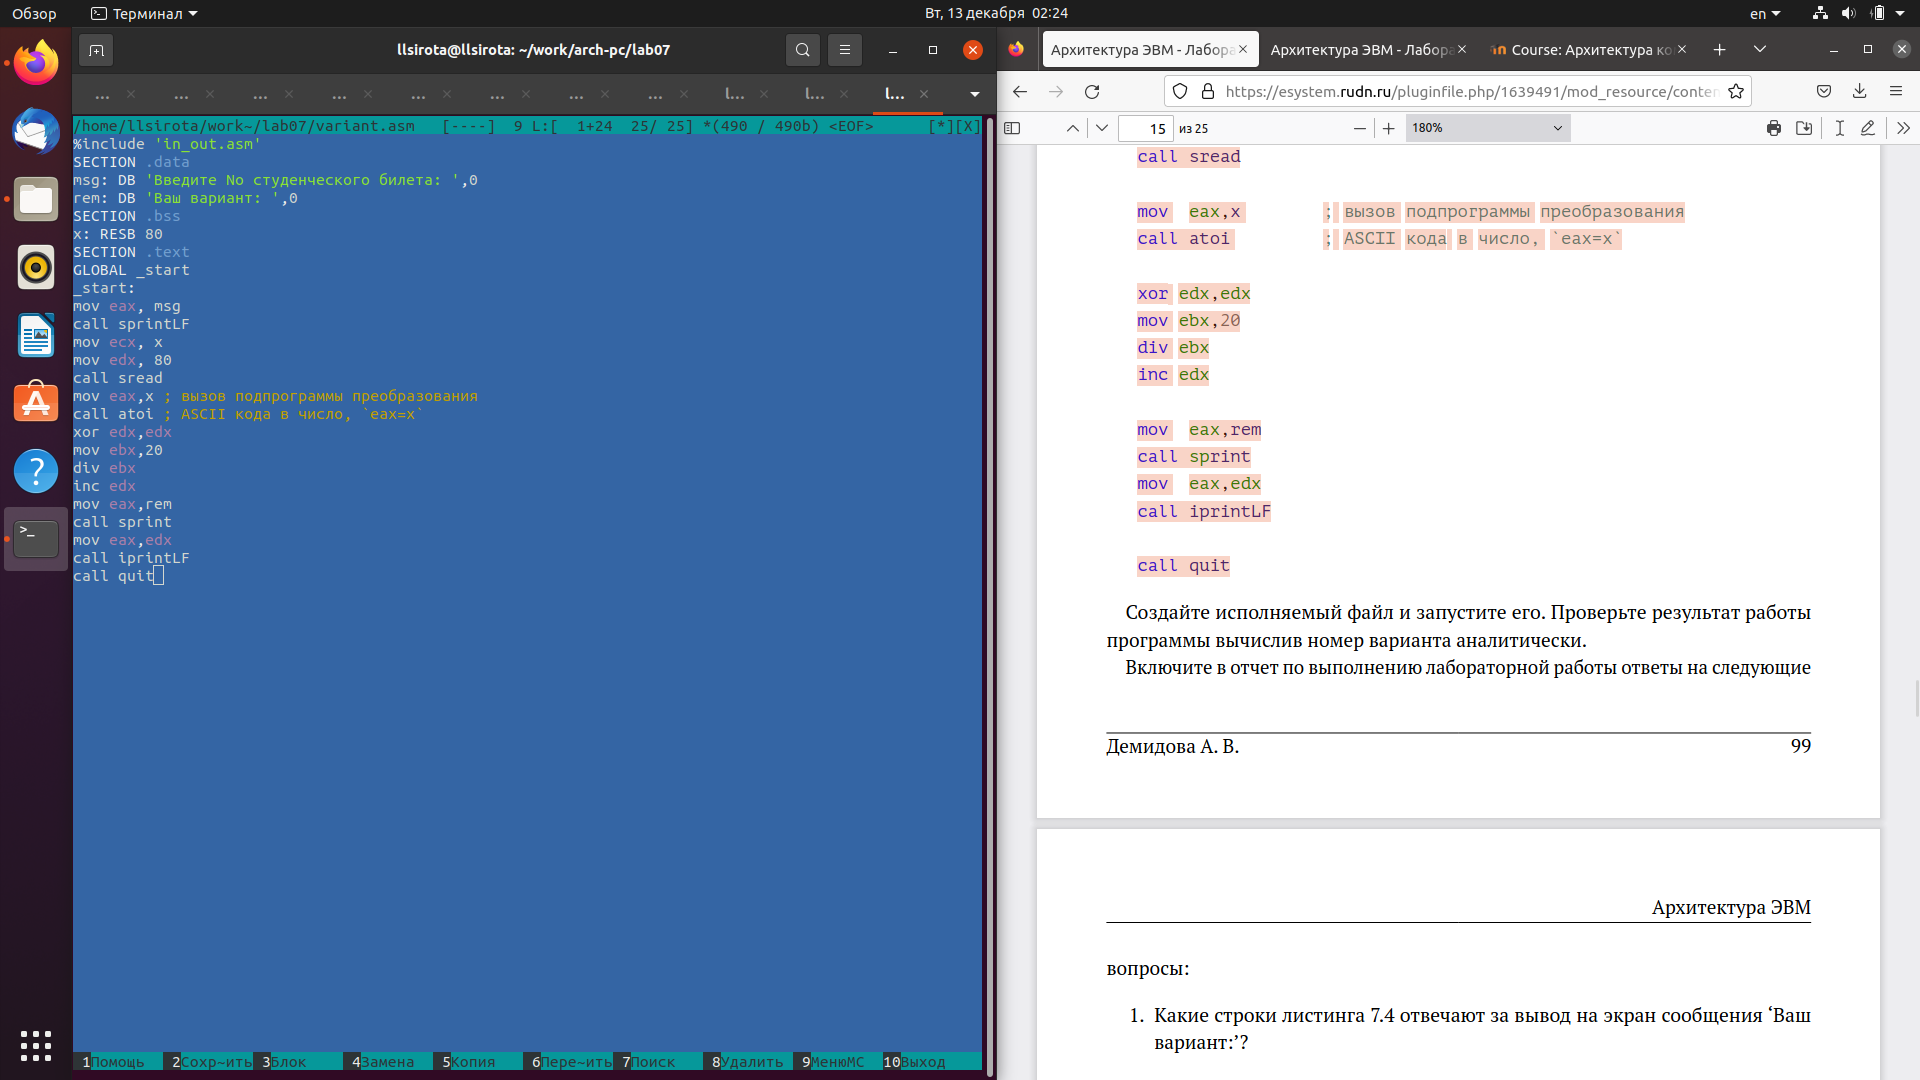 Обзор
Терминал
Вт, 13 декабря 02:24
en
llsirota@llsirota: ~/work/arch-pc/lab07
...
...
...
...
...
...
...
...
l...
l...
l...
/home/llsirota/work~/lab07/variant.asm [----] 9 L:[ 1+24 25/ 25] *(490 / 490b) <EOF> [*][X]
%include 'in_out.asm'
SECTION .data
msg: DB 'Введите No студенческого билета: ',0
rem: DB 'Ваш вариант: ',0
SECTION .bss
x: RESB 80
SECTION .text
GLOBAL _start
_start:
mov eax, msg
call sprintLF
mov ecx, x
mov edx, 80
call sread
mov eax,x ; вызов подпрограммы преобразования
call atoi ; ASCII кода в число, `eax=x`
xor edx,edx
mov ebx,20
div ebx
inc edx
mov eax,rem
call sprint
mov eax,edx
call iprintLF
call quit
1Помощь 2Сохр~ить 3Блок 4Замена 5Копия 6Пере~ить 7Поиск 8Удалить 9МенюМС 10Выход
Архитектура ЭВМ - Лабора
Архитектура ЭВМ - Лабора
Course: Архитектура ко
https://esystem.rudn.ru/pluginfile.php/1639491/mod_resource/conten
15 из 25
180%
call sread
mov eax,x ; вызов подпрограммы преобразования
call atoi ; ASCII кода в число, `eax=x`
xor edx,edx
mov ebx,20
div ebx
inc edx
mov eax,rem
call sprint
mov eax,edx
call iprintLF
call quit
Создайте исполняемый файл и запустите его. Проверьте результат работы
программы вычислив номер варианта аналитически.
Включите в отчет по выполнению лабораторной работы ответы на следующие
Демидова А. В. 99
Архитектура ЭВМ
вопросы:
1. Какие строки листинга 7.4 отвечают за вывод на экран сообщения ‘Ваш
вариант:’?